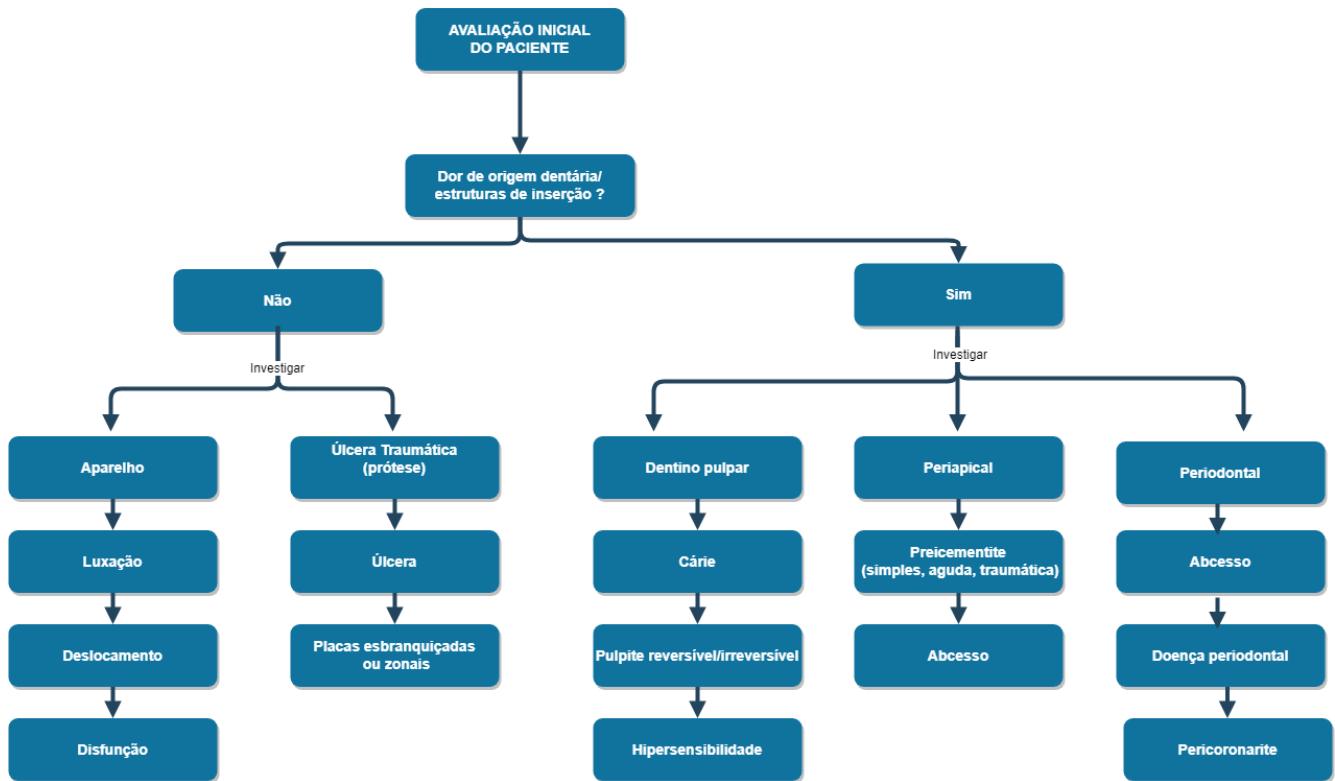 AVALIAÇÃO INICIAL
DO PACIENTE
Dor de origem dentária/
estruturas de inserção ?
Não
Sim
Investigar
Investigar
Aparelho
Úlcera Traumática
(prótese)
Dentino pulpar
Periapical
Periodontal
Luxação
Úlcera
Cárie
Preicementite
(simples, aguda, traumática)
Abcesso
Deslocamento
Placas esbranquiçadas
ou zonais
Pulpite reversível/irreversível
Abcesso
Doença periodontal
Disfunção
Hipersensibilidade
Pericoronarite